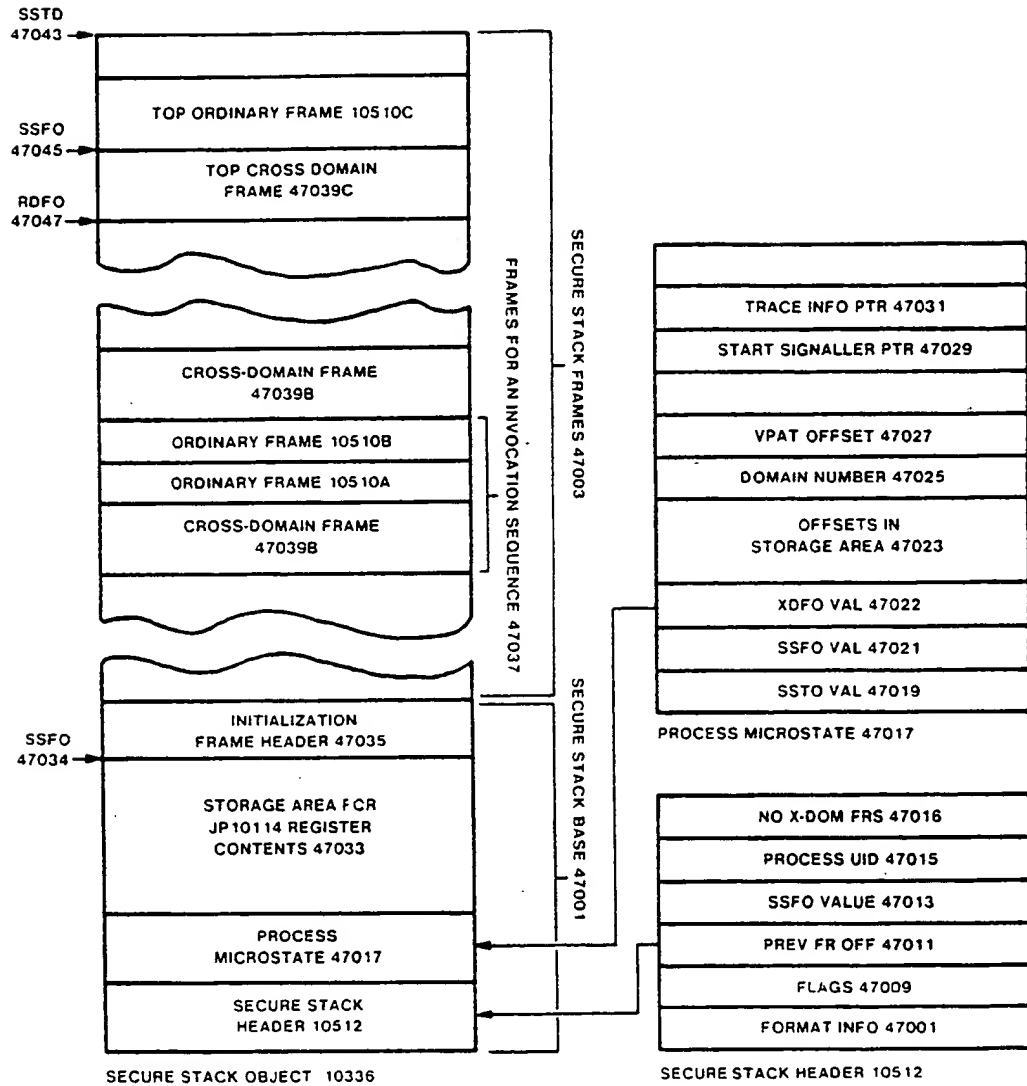 SSTD
47043
TOP ORDINARY FRAME 10510C
SSFO
47045
TOP CROSS DOMAIN
FRAME 47039C
RDFO
47047
CROSS-DOMAIN FRAME
47039B
ORDINARY FRAME 10510B
ORDINARY FRAME 10510A
CROSS-DOMAIN FRAME
47039B
FRAMES FOR AN INVOCATION SEQUENCE 47037
SECURE STACK FRAMES 47003
INITIALIZATION
FRAME HEADER 47035
SSFO
47034
STORAGE AREA FCR
JP10114 REGISTER
CONTENTS 47033
PROCESS
MICROSTATE 47017
SECURE STACK
HEADER 10512
SECURE STACK BASE 47001
SECURE STACK OBJECT 10336
TRACE INFO PTR 47031
START SIGNALLER PTR 47029
VPAT OFFSET 47027
DOMAIN NUMBER 47025
OFFSETS IN
STORAGE AREA 47023
XDFO VAL 47022
SSFO VAL 47021
SSTO VAL 47019
PROCESS MICROSTATE 47017
NO X-DOM FRS 47016
PROCESS UID 47015
SSFO VALUE 47013
PREV FR OFF 47011
FLAGS 47009
FORMAT INFO 47001
SECURE STACK HEADER 10512